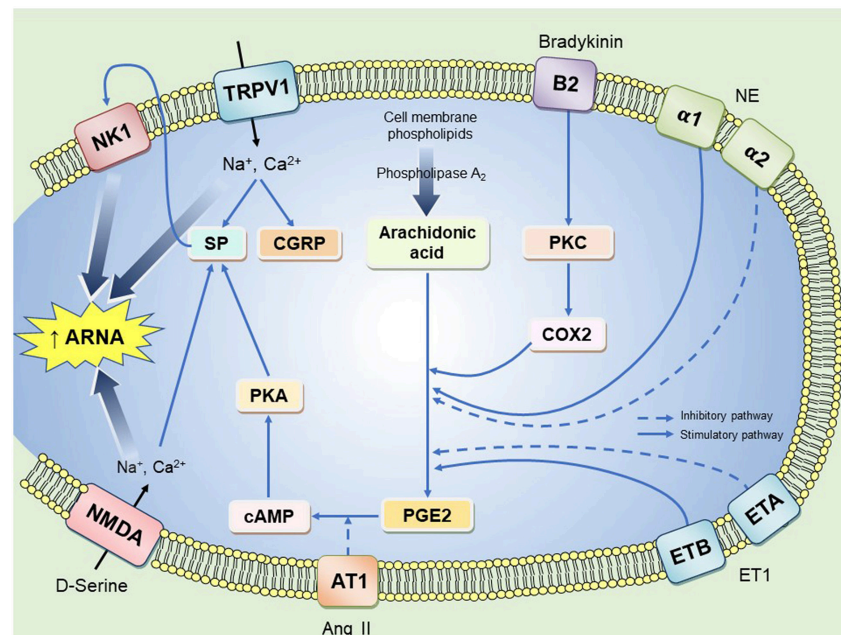 Bradykinin
B2
NE
α1
α2
TRPV1
NK1
Cell membrane
phospholipids
Na⁺, Ca²⁺
Phospholipase A₂
SP
CGRP
Arachidonic
acid
PKC
↑ ARNA
COX2
PKA
Inhibitory pathway
Stimulatory pathway
Na⁺, Ca²⁺
NMDA
cAMP
PGE2
ETA
ETB
D-Serine
AT1
ET1
Ang II